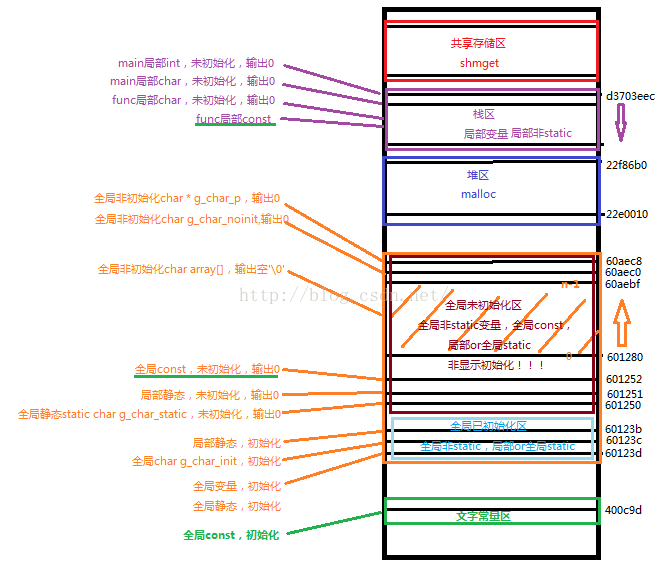 共享存储区
shmget
main局部int，未初始化，输出0
main局部char，未初始化，输出0
func局部char，未初始化，输出0
func局部const
d3703eec
栈区
局部变量 局部非static
22f86b0
堆区
malloc
22e0010
全局非初始化char * g_char_p，输出0
全局非初始化char g_char_noinit,输出0
全局非初始化char array[]，输出空'\0'
60aec8
60aec0
60aebf
n-1
http://blog.csdn.net/
全局未初始化区
全局非static变量，全局const，
局部or全局static
非显示初始化！！！
0
601280
全局const，未初始化，输出0
601252
局部静态，未初始化，输出0
601251
全局静态static char g_char_static，未初始化，输出0
601250
全局已初始化区
局部静态，初始化
60123b
全局非static，局部or全局static
60123c
全局char g_char_init，初始化
60123d
全局变量，初始化
全局静态，初始化
文字常量区
400c9d
全局const，初始化